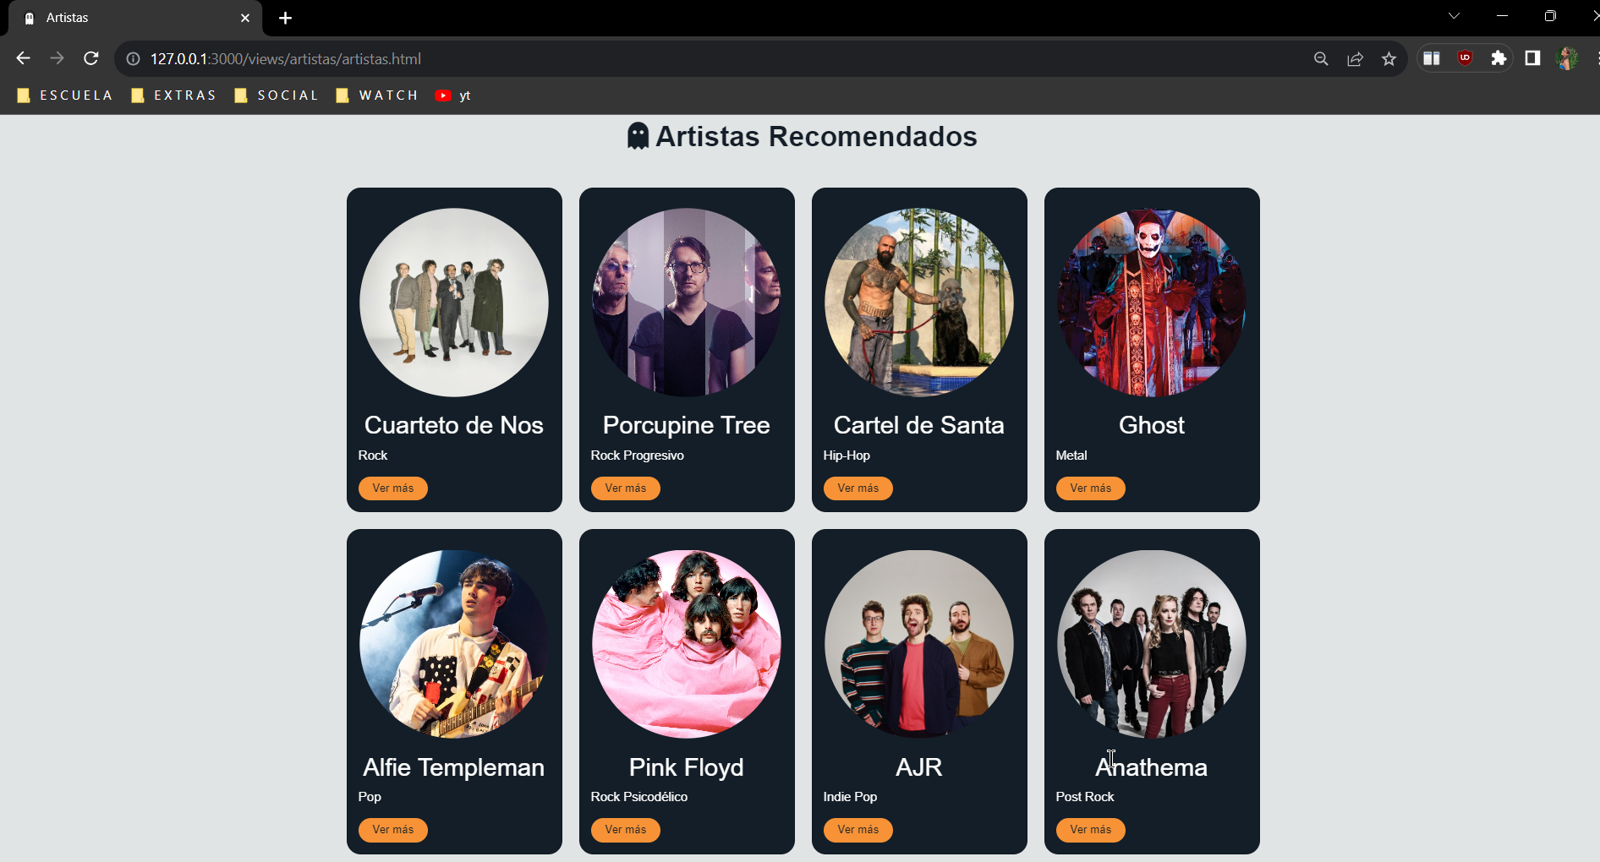 Artistas
127.0.0.1:3000/views/artistas/artistas.html
ESCUELA EXTRAS SOCIAL WATCH yt
Artistas Recomendados
Cuarteto de Nos
Rock
Ver más
Porcupine Tree
Rock Progresivo
Ver más
Cartel de Santa
Hip-Hop
Ver más
Ghost
Metal
Ver más
Alfie Templeman
Pop
Ver más
Pink Floyd
Rock Psicodélico
Ver más
AJR
Indie Pop
Ver más
Anathema
Post Rock
Ver más